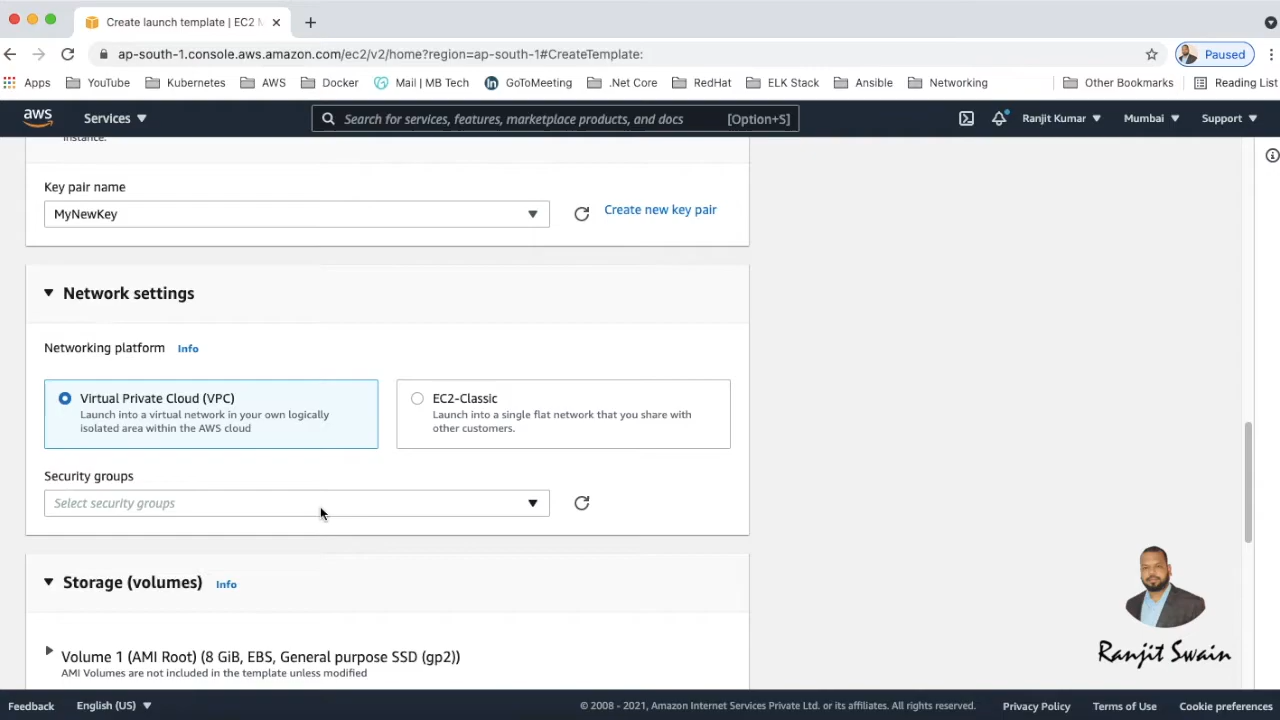 Create launch template | EC2 M
ap-south-1.console.aws.amazon.com/ec2/v2/home?region=ap-south-1#CreateTemplate:
Paused
Apps YouTube Kubernetes AWS Docker Mail | MB Tech GoToMeeting .Net Core RedHat ELK Stack Ansible Networking Other Bookmarks Reading List
aws Services Search for services, features, marketplace products, and docs [Option+S] Ranjit Kumar Mumbai Support
instance.
Key pair name
MyNewKey
Create new key pair
Network settings
Networking platform Info
Virtual Private Cloud (VPC)
Launch into a virtual network in your own logically
isolated area within the AWS cloud
EC2-Classic
Launch into a single flat network that you share with
other customers.
Security groups
Select security groups
Storage (volumes) Info
Volume 1 (AMI Root) (8 GiB, EBS, General purpose SSD (gp2))
AMI Volumes are not included in the template unless modified
Ranjit Swain
Feedback English (US) © 2008 - 2021, Amazon Internet Services Private Ltd. or its affiliates. All rights reserved. Privacy Policy Terms of Use Cookie preferences